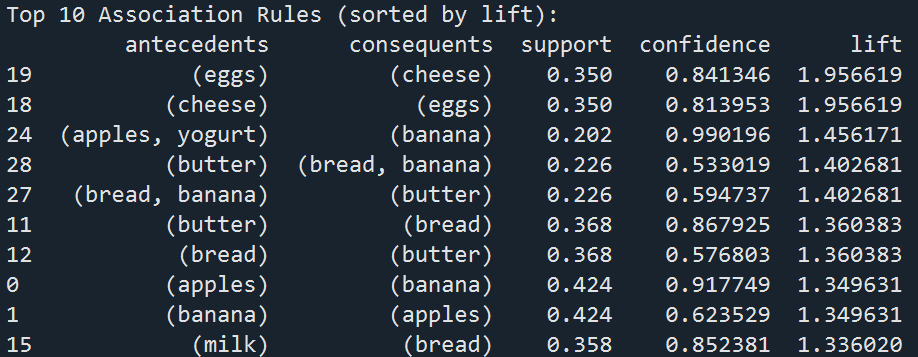 Top 10 Association Rules (sorted by lift):
antecedents consequents support confidence lift
19 (eggs) (cheese) 0.350 0.841346 1.956619
18 (cheese) (eggs) 0.350 0.813953 1.956619
24 (apples, yogurt) (banana) 0.202 0.990196 1.456171
28 (butter) (bread, banana) 0.226 0.533019 1.402681
27 (bread, banana) (butter) 0.226 0.594737 1.402681
11 (butter) (bread) 0.368 0.867925 1.360383
12 (bread) (butter) 0.368 0.576803 1.360383
0 (apples) (banana) 0.424 0.917749 1.349631
1 (banana) (apples) 0.424 0.623529 1.349631
15 (milk) (bread) 0.358 0.852381 1.336020